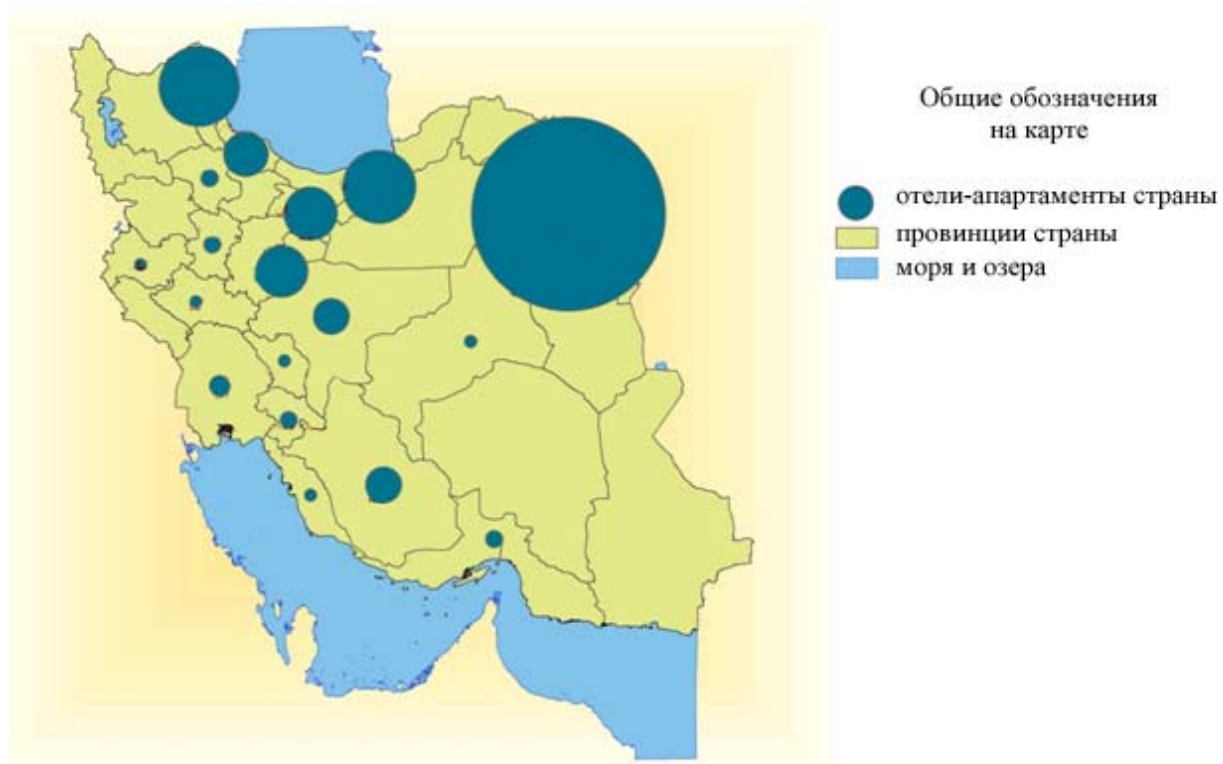 Общие обозначения
на карте
отели-апартаменты страны
провинции страны
моря и озера